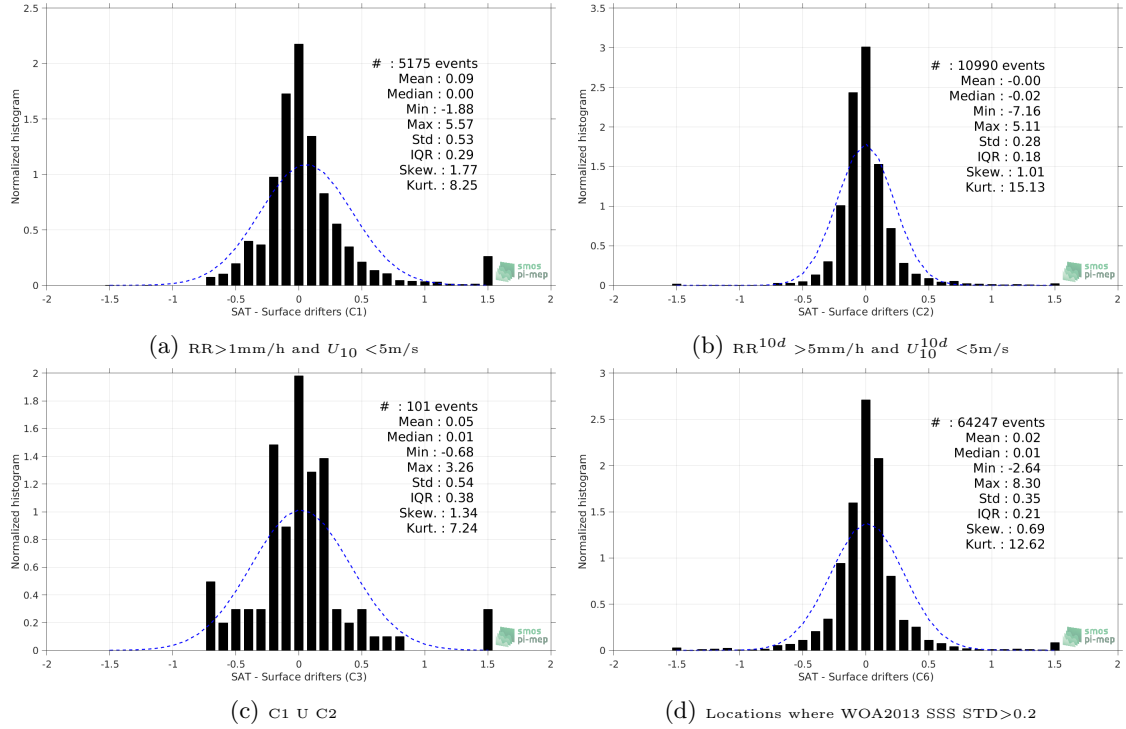 2.5
2
1.5
1
0.5
0
Normalized histogram
# : 5175 events
Mean : 0.09
Median : 0.00
Min : -1.88
Max : 5.57
Std : 0.53
IQR : 0.29
Skew. : 1.77
Kurt. : 8.25
smos
pi-mep
-2 -1.5 -1 -0.5 0 0.5 1 1.5 2
SAT - Surface drifters (C1)
(a) RR>1mm/h and U10 <5m/s
3.5
3
2.5
2
1.5
1
0.5
0
Normalized histogram
# : 10990 events
Mean : -0.00
Median : -0.02
Min : -7.16
Max : 5.11
Std : 0.28
IQR : 0.18
Skew. : 1.01
Kurt. : 15.13
smos
pi-mep
-2 -1.5 -1 -0.5 0 0.5 1 1.5 2
SAT - Surface drifters (C2)
(b) RR10d >5mm/h and U10d10 <5m/s
2
1.8
1.6
1.4
1.2
1
0.8
0.6
0.4
0.2
0
Normalized histogram
# : 101 events
Mean : 0.05
Median : 0.01
Min : -0.68
Max : 3.26
Std : 0.54
IQR : 0.38
Skew. : 1.34
Kurt. : 7.24
smos
pi-mep
-2 -1.5 -1 -0.5 0 0.5 1 1.5 2
SAT - Surface drifters (C3)
(c) C1 U C2
3
2.5
2
1.5
1
0.5
0
Normalized histogram
# : 64247 events
Mean : 0.02
Median : 0.01
Min : -2.64
Max : 8.30
Std : 0.35
IQR : 0.21
Skew. : 0.69
Kurt. : 12.62
smos
pi-mep
-2 -1.5 -1 -0.5 0 0.5 1 1.5 2
SAT - Surface drifters (C6)
(d) Locations where WOA2013 SSS STD>0.2